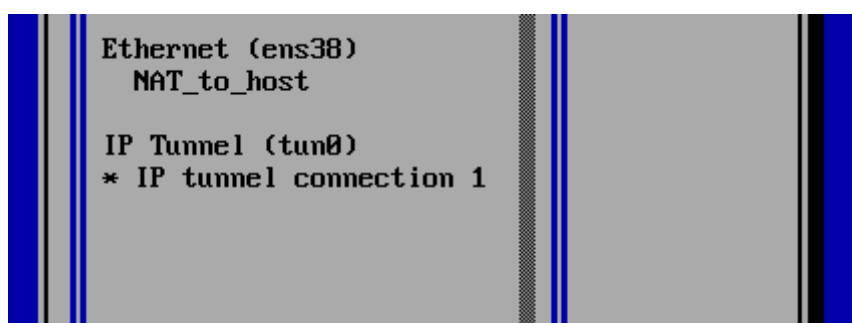 Ethernet (ens38)
NAT_to_host
IP Tunnel (tun0)
* IP tunnel connection 1